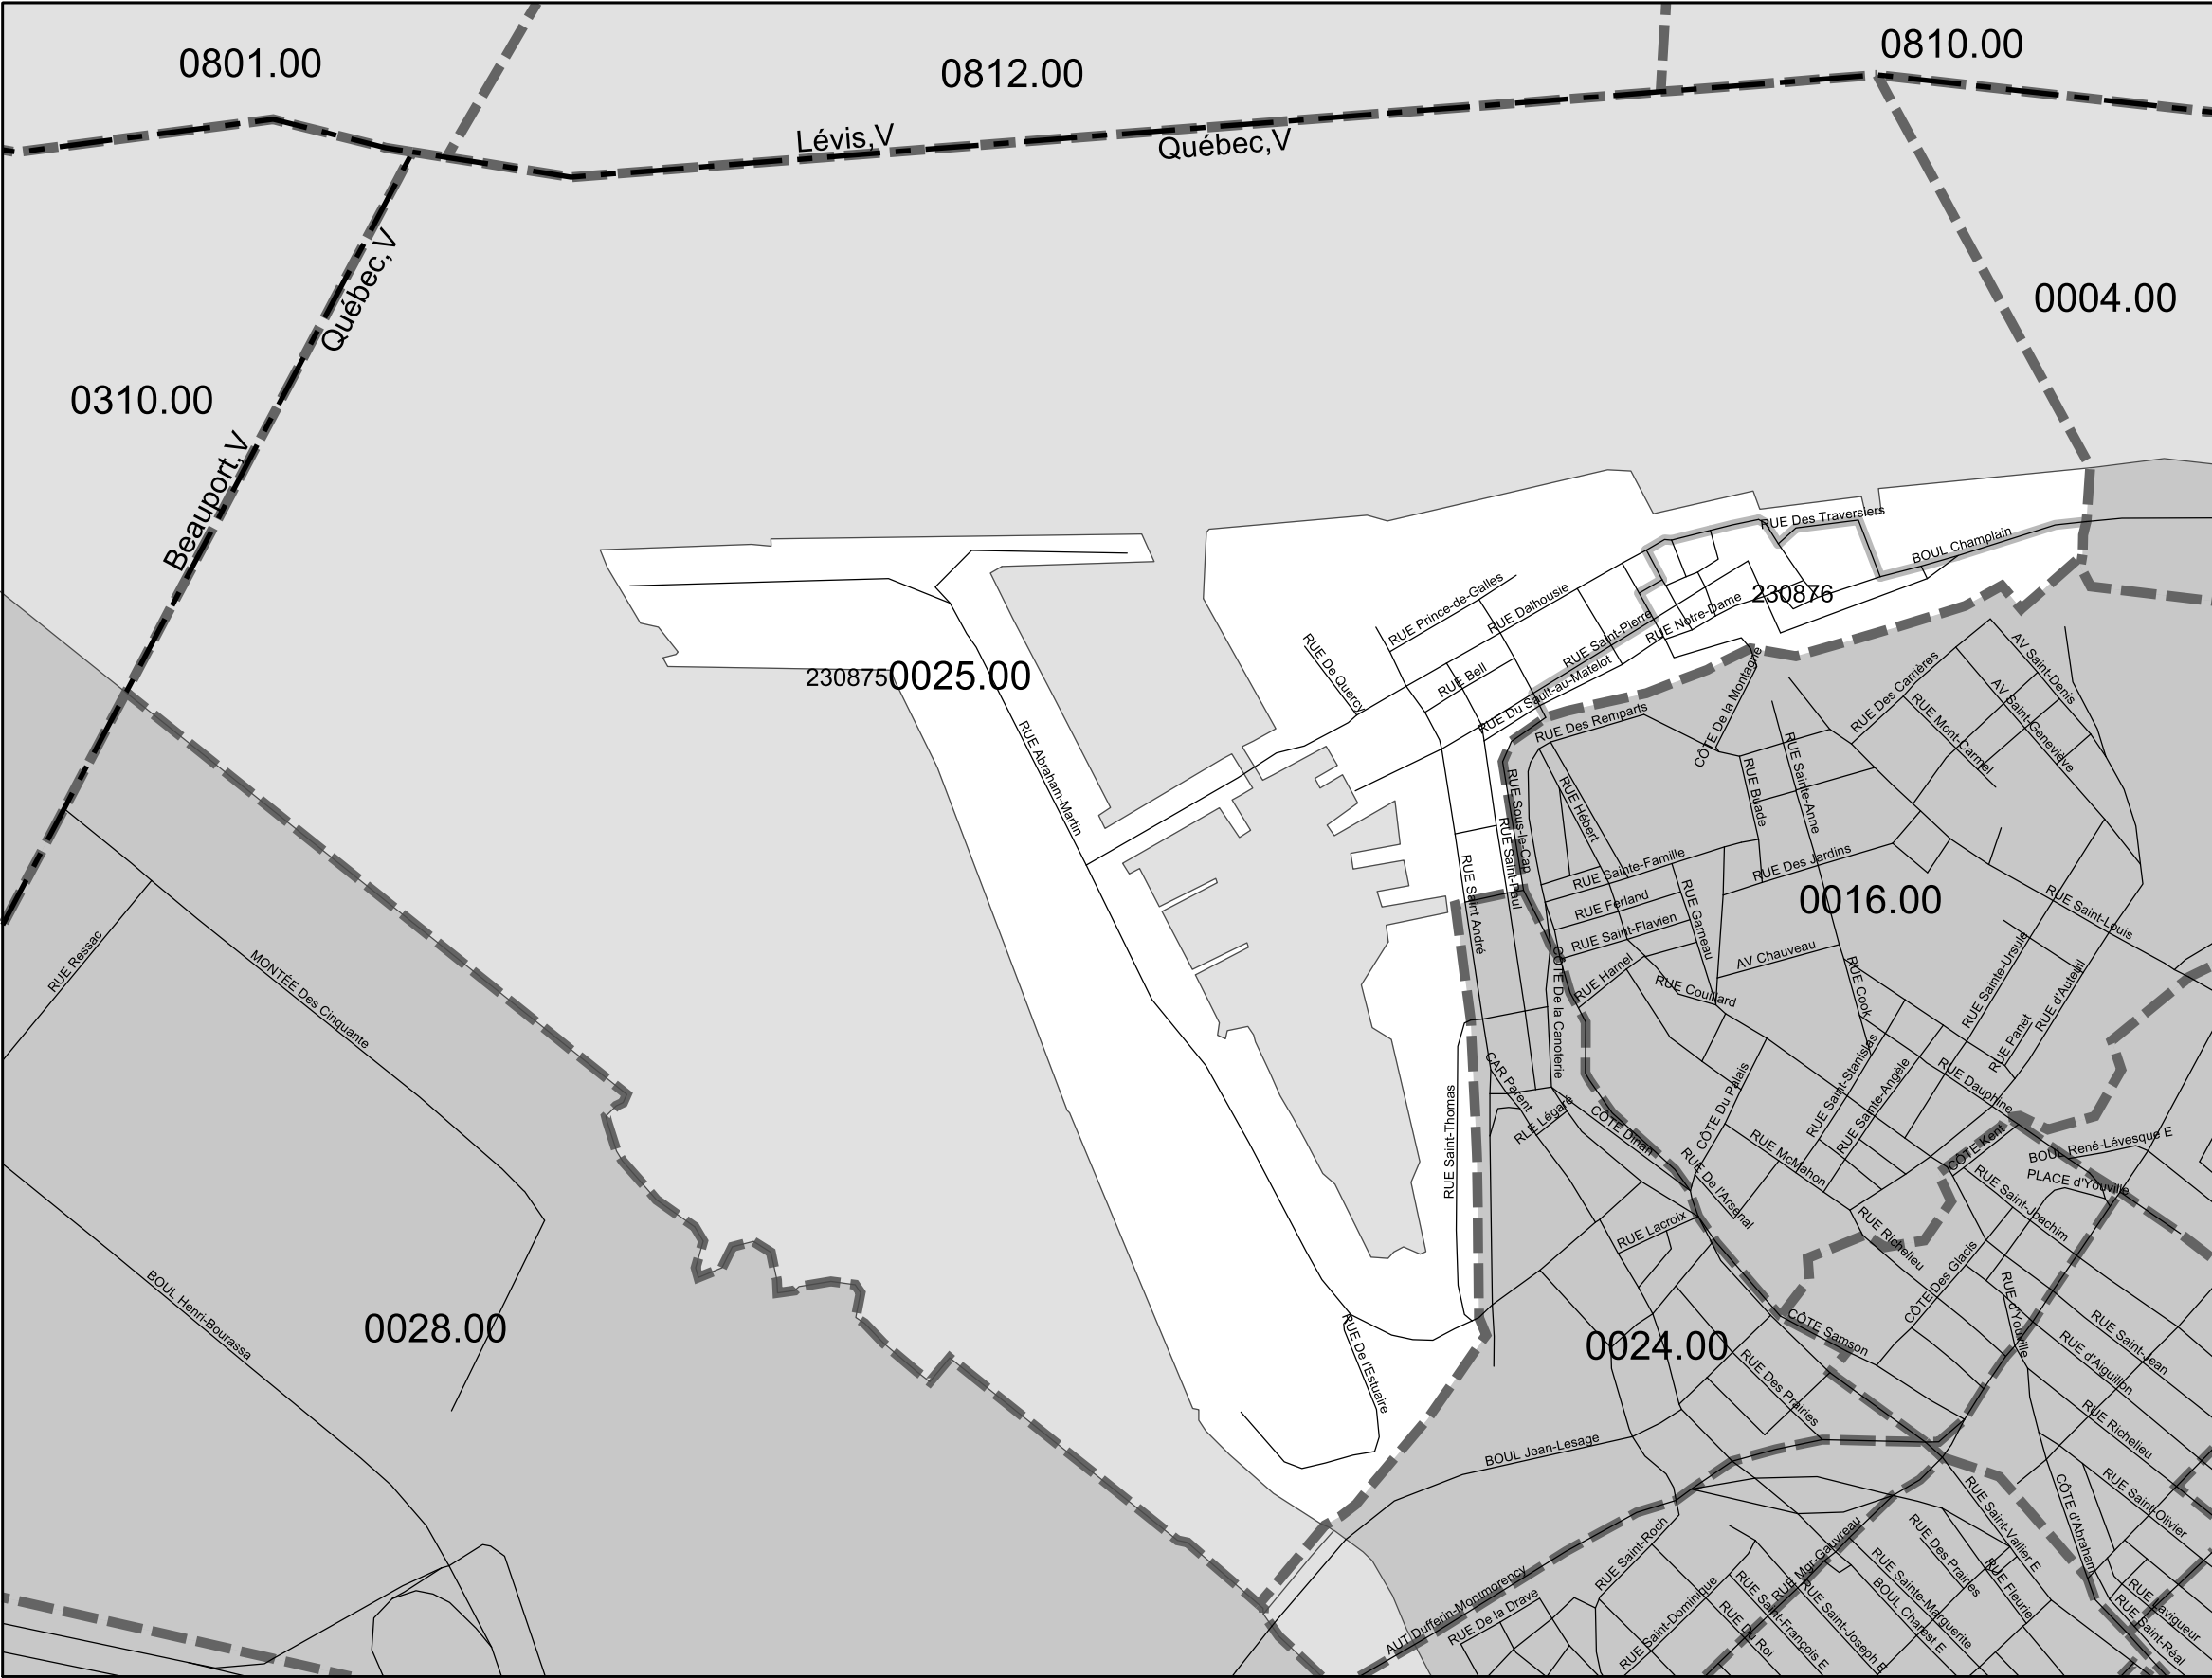 0801.00
0812.00
0810.00
Lévis,V
Québec,V
Québec,V
0004.00
0310.00
Beauport,V
RUE Des Traversiers
BOUL Champlain
RUE Prince-de-Galles
RUE Dalhousie
230876
RUE Notre-Dame
RUE Saint-Pierre
RUE De Quercy
RUE Bell
RUE Du Sault-au-Matelot
2308750025.00
RUE Des Remparts
CÔTE De la Montagne
RUE Des Carrières
AV Saint-Denis
AV Saint-Geneviève
RUE Mont-Carmel
RUE Abraham-Martin
RUE Sous-le-Cap
RUE Hébert
RUE Buade
RUE Sainte-Anne
RUE Saint-Paul
RUE Saint André
RUE Sainte-Famille
RUE Des Jardins
0016.00
RUE Ferland
RUE Garneau
RUE Saint-Flavien
RUE Saint-Louis
AV Chauveau
RUE Hamel
RUE Couillard
RUE Cook
RUE Sainte-Ursule
RUE d'Auteuil
RUE Panet
RUE Ressac
MONTÉE Des Cinquante
CÔTE De la Canoterie
CAR Parent
RUE Saint-Thomas
RUE Légaré
CÔTE Dinan
CÔTE Du Palais
RUE Saint-Stanislas
RUE Sainte-Angèle
RUE Dauphine
RUE McMahon
RUE De l'Arsenal
CÔTE Kent
BOUL René-Lévesque E
PLACE d'Youville
RUE Saint-Joachim
RUE Lacroix
RUE Richelieu
CÔTE Des Glacis
RUE d'Youville
BOUL Henri-Bourassa
0028.00
RUE De l'Estuaire
0024.00
CÔTE Samson
RUE Saint-Jean
RUE d'Aiguillon
RUE Des Prairies
RUE Richelieu
BOUL Jean-Lesage
RUE Saint-Olivier
CÔTE d'Abraham
RUE Saint-Vallier E
RUE Saint-Roch
AUT Dufferin-Montmorency
RUE De la Drave
RUE Saint-Dominique
RUE Mgr-Gauvreau
RUE Du Roi
RUE Saint-François E
RUE Saint-Joseph E
BOUL Charest E
RUE Sainte-Marguerite
RUE Des Prairies
RUE Fleurie
RUE Lavigueur
RUE Saint-Réal